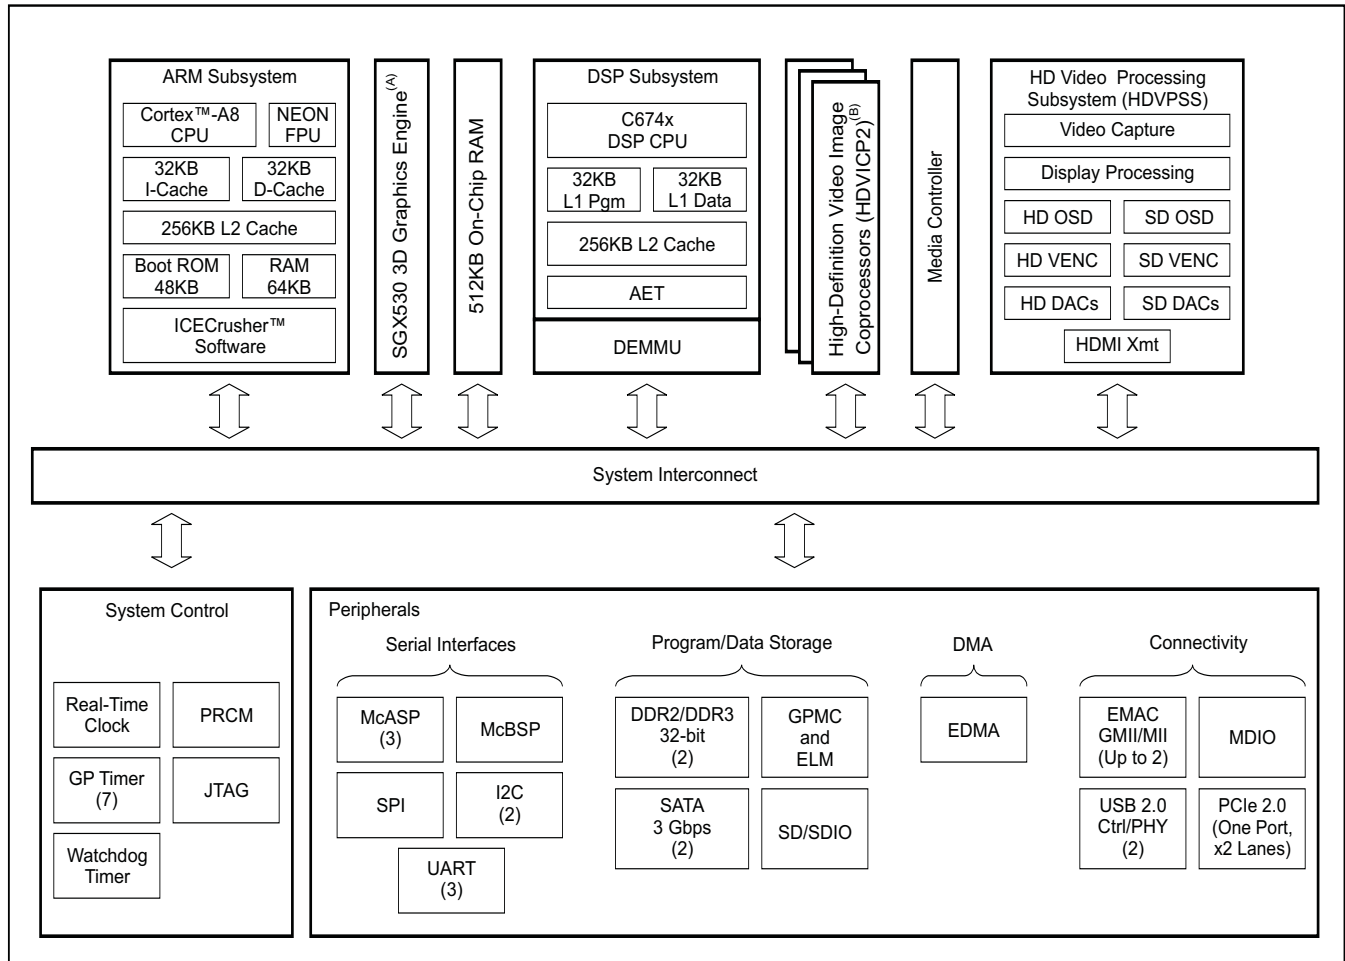 ARM Subsystem
Cortex™-A8
CPU
NEON
FPU
32KB
I-Cache
32KB
D-Cache
256KB L2 Cache
Boot ROM
48KB
RAM
64KB
ICECrusher™
Software
SGX530 3D Graphics Engine(A)
512KB On-Chip RAM
DSP Subsystem
C674x
DSP CPU
32KB
L1 Pgm
32KB
L1 Data
256KB L2 Cache
AET
DEMMU
High-Definition Video Image
Coprocessors (HDVICP2)(B)
Media Controller
HD Video Processing
Subsystem (HDVPSS)
Video Capture
Display Processing
HD OSD
SD OSD
HD VENC
SD VENC
HD DACs
SD DACs
HDMI Xmt
System Interconnect
System Control
Real-Time
Clock
PRCM
GP Timer
(7)
JTAG
Watchdog
Timer
Peripherals
Serial Interfaces
McASP
(3)
McBSP
SPI
I2C
(2)
UART
(3)
Program/Data Storage
DDR2/DDR3
32-bit
(2)
GPMC
and
ELM
SATA
3 Gbps
(2)
SD/SDIO
DMA
EDMA
Connectivity
EMAC
GMII/MII
(Up to 2)
MDIO
USB 2.0
Ctrl/PHY
(2)
PCIe 2.0
(One Port,
x2 Lanes)